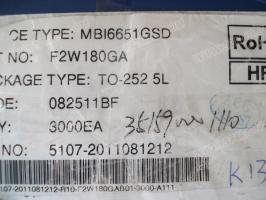 CE TYPE: MBI6651GSD
T NO: F2W180GA
CKAGE TYPE: TO-252 5L
DE: 082511BF
Y: 3000EA
5107-2011081212
5107-2011081212-R10-F2W180GAB01-3000-A111
RoH
HF
K13